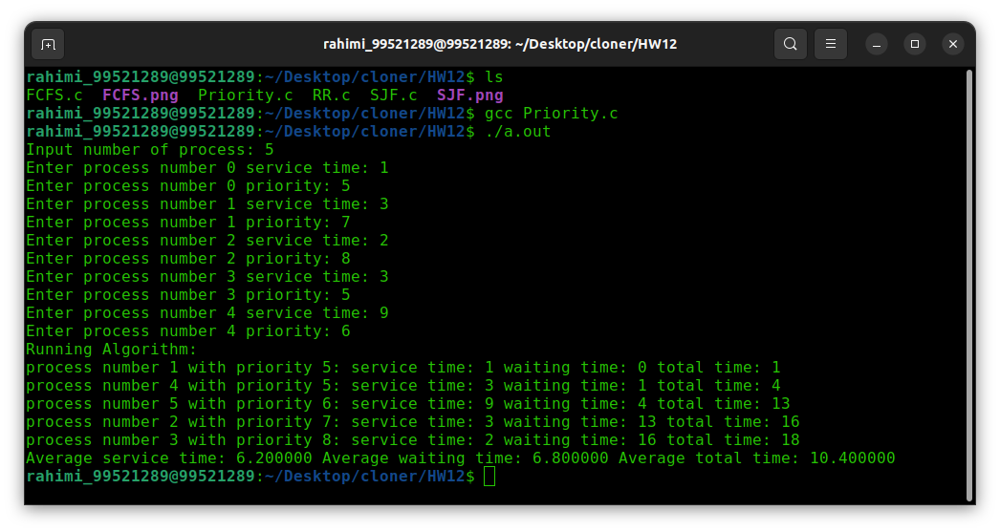 rahimi_99521289@99521289: ~/Desktop/cloner/HW12
rahimi_99521289@99521289:~/Desktop/cloner/HW12$ ls
FCFS.c  FCFS.png  Priority.c  RR.c  SJF.c  SJF.png
rahimi_99521289@99521289:~/Desktop/cloner/HW12$ gcc Priority.c
rahimi_99521289@99521289:~/Desktop/cloner/HW12$ ./a.out
Input number of process: 5
Enter process number 0 service time: 1
Enter process number 0 priority: 5
Enter process number 1 service time: 3
Enter process number 1 priority: 7
Enter process number 2 service time: 2
Enter process number 2 priority: 8
Enter process number 3 service time: 3
Enter process number 3 priority: 5
Enter process number 4 service time: 9
Enter process number 4 priority: 6
Running Algorithm:
process number 1 with priority 5: service time: 1 waiting time: 0 total time: 1
process number 4 with priority 5: service time: 3 waiting time: 1 total time: 4
process number 5 with priority 6: service time: 9 waiting time: 4 total time: 13
process number 2 with priority 7: service time: 3 waiting time: 13 total time: 16
process number 3 with priority 8: service time: 2 waiting time: 16 total time: 18
Average service time: 6.200000 Average waiting time: 6.800000 Average total time: 10.400000
rahimi_99521289@99521289:~/Desktop/cloner/HW12$